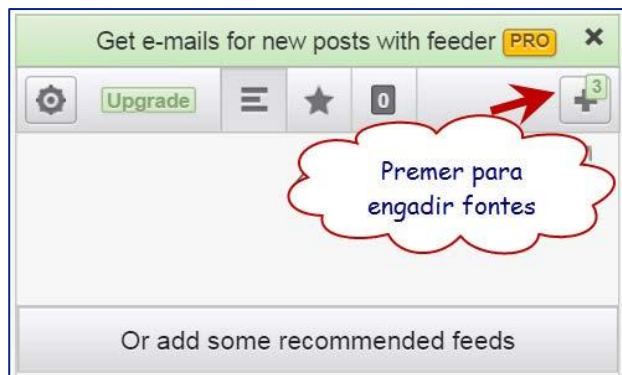 Get e-mails for new posts with feeder PRO ×
Upgrade 0 3
Premer para
engadir fontes
Or add some recommended feeds